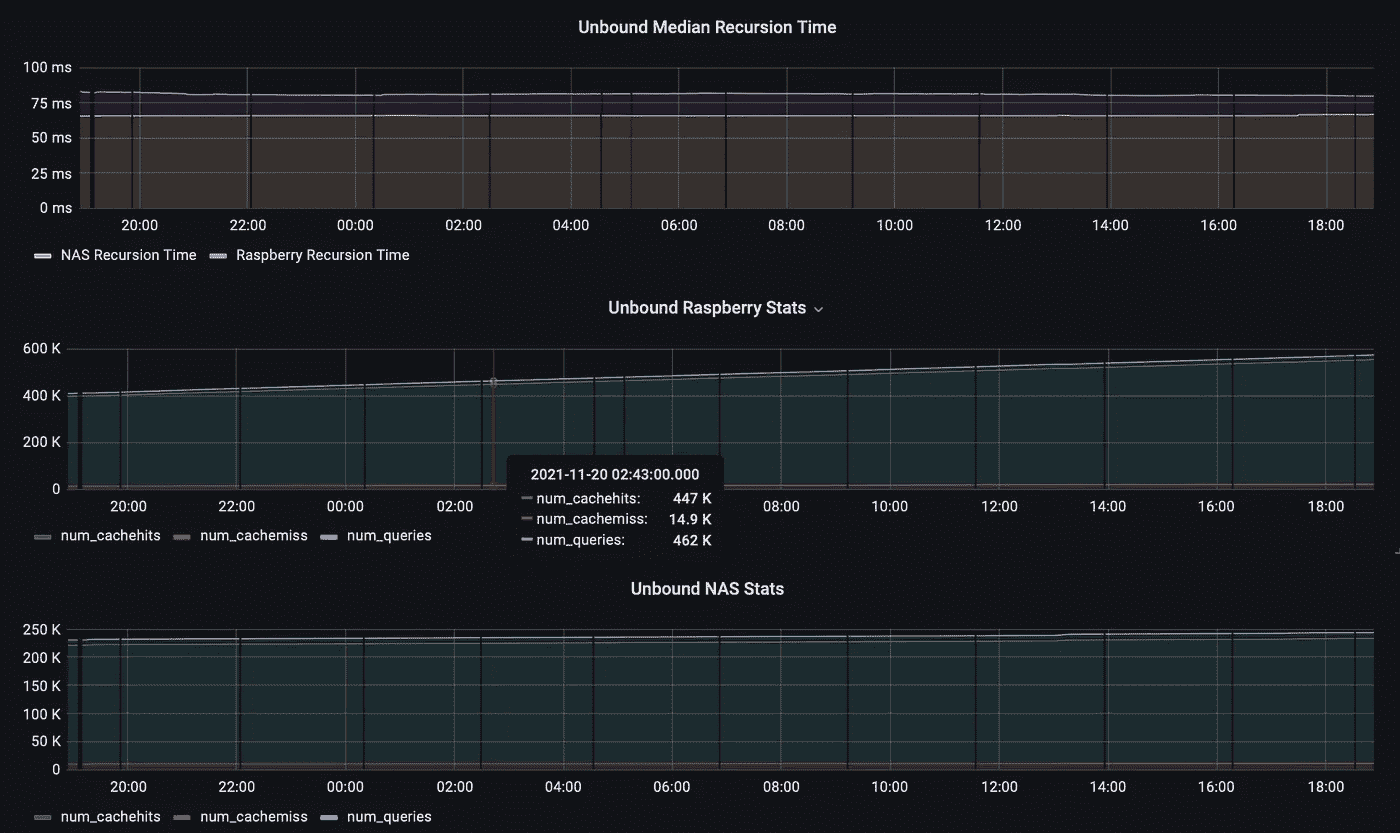 Unbound Median Recursion Time
100 ms
75 ms
50 ms
25 ms
0 ms
20:00 22:00 00:00 02:00 04:00 06:00 08:00 10:00 12:00 14:00 16:00 18:00
NAS Recursion Time Raspberry Recursion Time
Unbound Raspberry Stats
600 K
400 K
200 K
0
2021-11-20 02:43:00.000
num_cachehits: 447 K
num_cachemiss: 14.9 K
num_queries: 462 K
20:00 22:00 00:00 02:00 08:00 10:00 12:00 14:00 16:00 18:00
num_cachehits num_cachemiss num_queries
Unbound NAS Stats
250 K
200 K
150 K
100 K
50 K
0
20:00 22:00 00:00 02:00 04:00 06:00 08:00 10:00 12:00 14:00 16:00 18:00
num_cachehits num_cachemiss num_queries